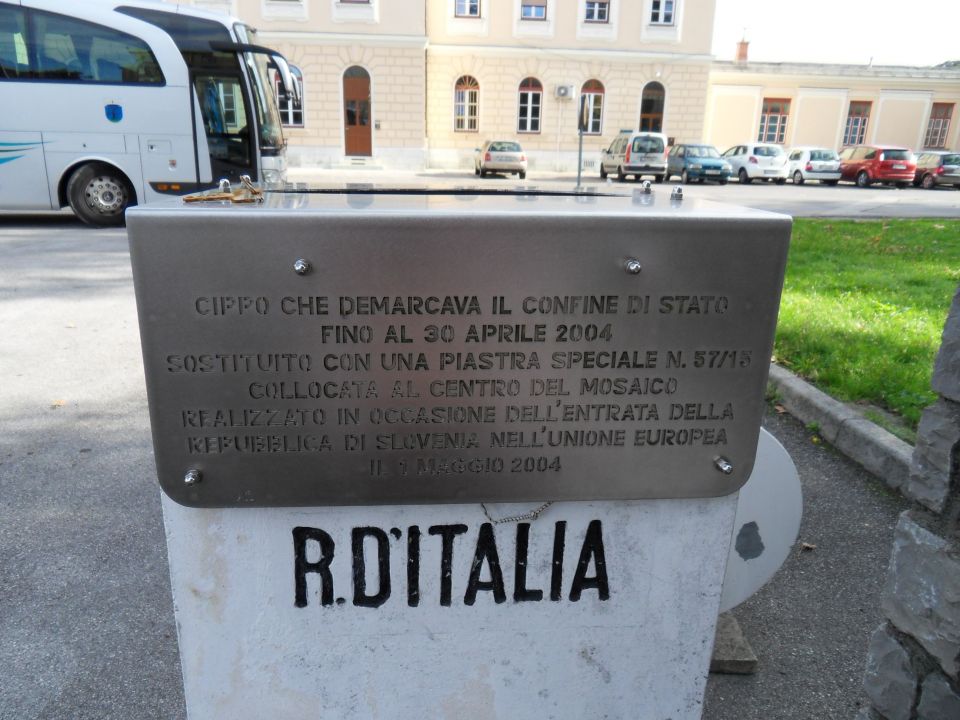 CIPPO CHE DEMARCAVA IL CONFINE DI STATO
FINO AL 30 APRILE 2004
SOSTITUITO CON UNA PIASTRA SPECIALE N. 57/15
COLLOCATA AL CENTRO DEL MOSAICO
REALIZZATO IN OCCASIONE DELL'ENTRATA DELLA
REPUBBLICA DI SLOVENIA NELL'UNIONE EUROPEA
IL 1 MAGGIO 2004
R.D'ITALIA